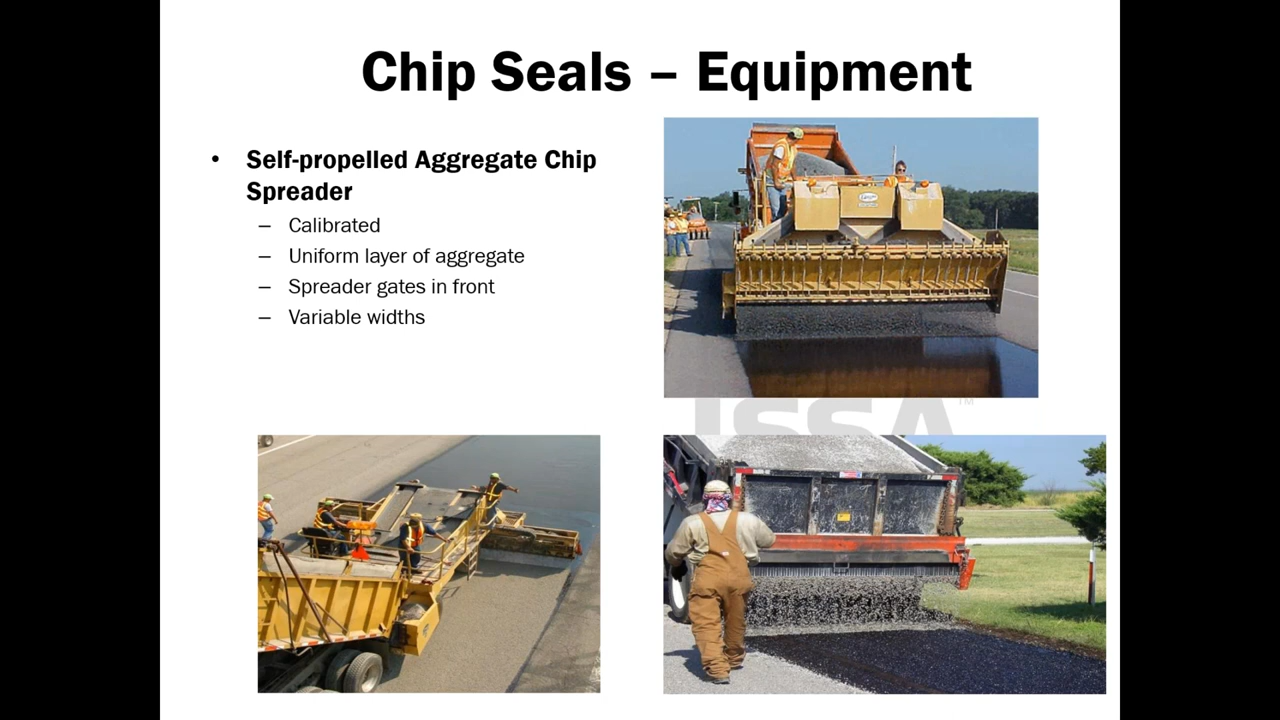 Chip Seals – Equipment
• Self-propelled Aggregate Chip
Spreader
– Calibrated
– Uniform layer of aggregate
– Spreader gates in front
– Variable widths
ISSA
TM